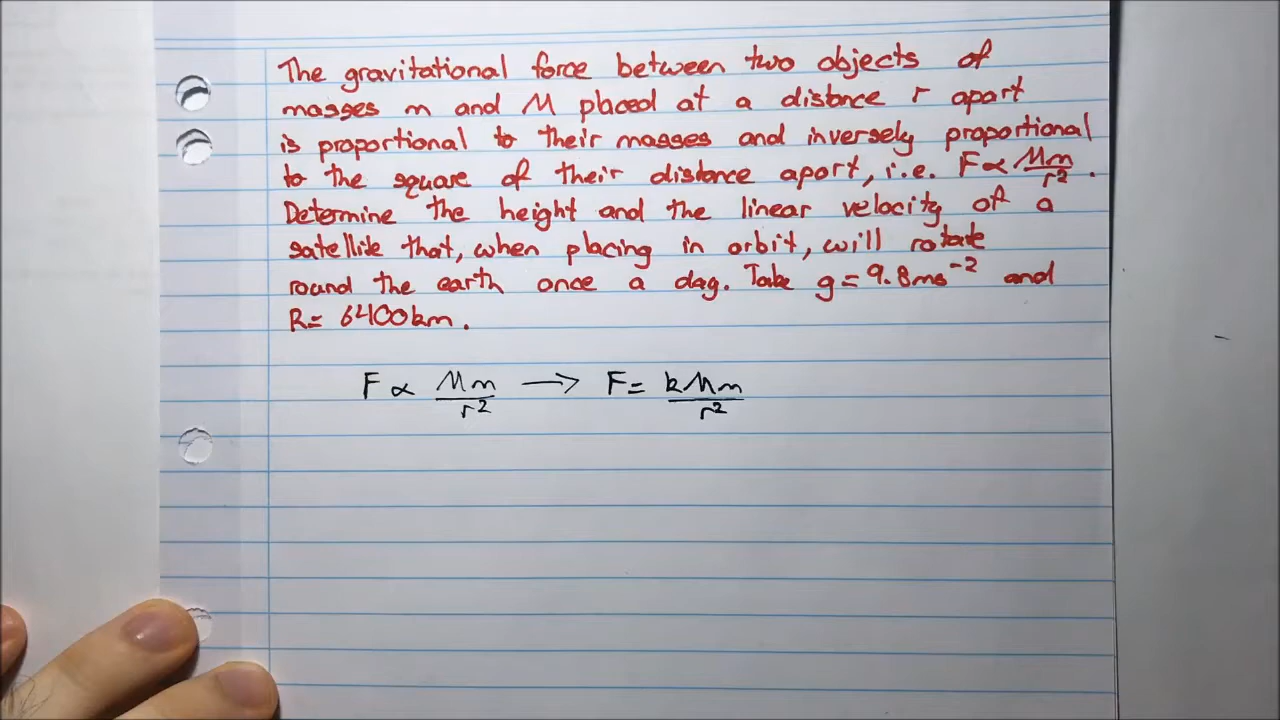 The gravitational force between two objects of
masses m and M placed at a distance r apart
is proportional to their masses and inversely proportional
to the square of their distance apart, i.e. F ∝ Mm/r².
Determine the height and the linear velocity of a
satellite that, when placing in orbit, will rotate
round the earth once a day. Take g = 9.8ms⁻² and
R = 6400km.
F ∝ Mm/r² → F = kMm/r²